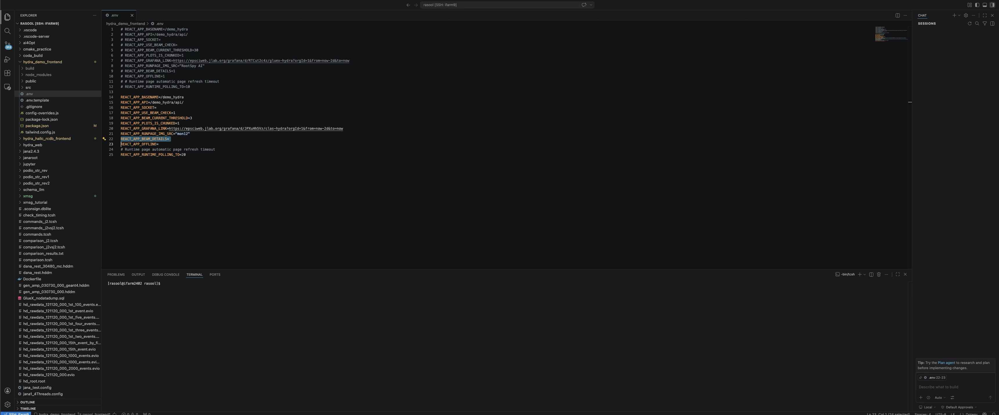 rasool [SSH: ifarm9]
EXPLORER
RASOOL [SSH: IFARM9]
.vscode
.vscode-server
ai4Opt
cmake_practice
coda_build
hydra_demo_frontend
build
node_modules
public
src
.env
.env.template
.gitignore
JS config-overrides.js
{ } package-lock.json
{ } package.json M
tailwind.config.js
hydra_hallc_rcdb_frontend
hydra_web
jana2.4.3
janaroot
jupyter
podio_str_rev
podio_str_rev1
podio_str_rev2
schema_llm
xmsg
xmsg_tutorial
.sconsign.dblite
check_timing.tcsh
commands_j2.tcsh
commands_j2vsj2.tcsh
commands.tcsh
comparison_j2.tcsh
comparison_j2vsj2.tcsh
comparison_results.txt
comparison.tcsh
dana_rest_30480_mc.hddm
dana_rest.hddm
Dockerfile
gen_amp_030730_000_geant4.hddm
gen_amp_030730_000.hddm
GlueX_nodatadump.sql
hd_rawdata_121120_000_1st_100_events.e...
hd_rawdata_121120_000_1st_event.evio
hd_rawdata_121120_000_1st_five_events....
hd_rawdata_121120_000_1st_four_events....
hd_rawdata_121120_000_1st_three_events...
hd_rawdata_121120_000_1st_two_events....
hd_rawdata_121120_000_15th_event_by_fi...
hd_rawdata_121120_000_15th_event.evio
hd_rawdata_121120_000_1000_events.evio
hd_rawdata_121120_000_1000_events.evi...
hd_rawdata_121120_000_2000_events.evio
hd_rawdata_121120_000.evio
hd_root.root
jana_test.config
jana1_4Threads.config
OUTLINE
TIMELINE
313
.env
hydra_demo_frontend > .env
1 # REACT_APP_BASENAME=/demo_hydra
2 # REACT_APP_API=/demo_hydra/api/
3 # REACT_APP_SOCKET=
4 # REACT_APP_USE_BEAM_CHECK=
5 # REACT_APP_BEAM_CURRENT_THRESHOLD=30
6 # REACT_APP_PLOTS_IS_CHUNKED=1
7 # REACT_APP_GRAFANA_LINK=https://epsciweb.jlab.org/grafana/d/RTCut2c4z/gluex-hydra?orgId=1&from=now-2d&to=now
8 # REACT_APP_RUNPAGE_IMG_SRC="RootSpy AI"
9 # REACT_APP_BEAM_DETAILS=1
10 # REACT_APP_OFFLINE=1
11 # # Runtime page automatic page refresh timeout
12 # REACT_APP_RUNTIME_POLLING_TO=10
13
14 REACT_APP_BASENAME=/demo_hydra
15 REACT_APP_API=/demo_hydra/api/
16 REACT_APP_SOCKET=
17 REACT_APP_USE_BEAM_CHECK=1
18 REACT_APP_BEAM_CURRENT_THRESHOLD=3
19 REACT_APP_PLOTS_IS_CHUNKED=1
20 REACT_APP_GRAFANA_LINK=https://epsciweb.jlab.org/grafana/d/JPXuHh5Vz/clas-hydra?orgId=1&from=now-2d&to=now
21 REACT_APP_RUNPAGE_IMG_SRC="mon12"
22 REACT_APP_BEAM_DETAILS=
23 REACT_APP_OFFLINE=
24 # Runtime page automatic page refresh timeout
25 REACT_APP_RUNTIME_POLLING_TO=20
PROBLEMS OUTPUT DEBUG CONSOLE TERMINAL PORTS
-bin/tcsh
[rasool@ifarm2402 rasool]$
CHAT
SESSIONS
Tip: Try the Plan agent to research and plan
before implementing changes.
.env:22-23
Describe what to build
Auto
Local Default Approvals
SSH: ifarm9 hydra_demo_frontend rasool_frontend* 0 0 0
Ln 23, Col 1 (24 selected) Spaces: 4 UTF-8 LF { } Dotenv